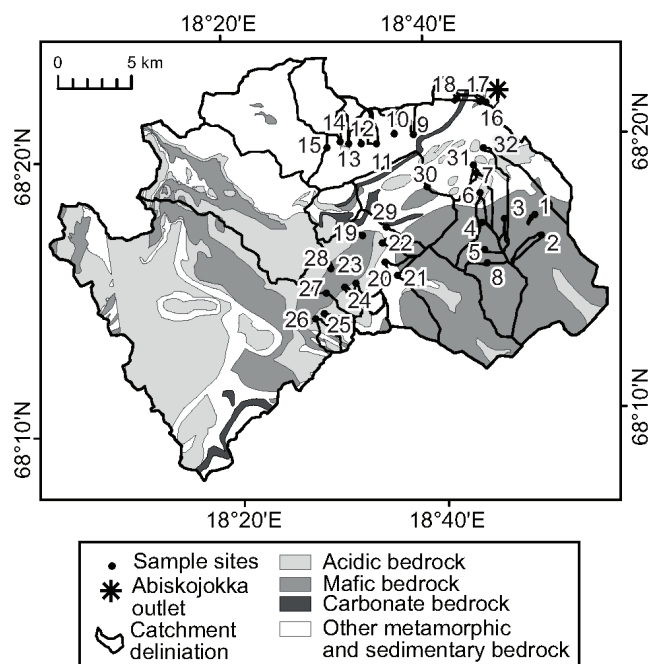 18°20'E 18°40'E
0 5 km
68°20'N
68°20'N
18 17
16
14 12 10 9
15 13 11
31 32
30 7
6
29 3 1
19 4 2
22 5
28 23 8
20 21
27 24
26 25
68°10'N
68°10'N
18°20'E 18°40'E
Sample sites
Abiskojokka
outlet
Catchment
deliniation
Acidic bedrock
Mafic bedrock
Carbonate bedrock
Other metamorphic
and sedimentary bedrock